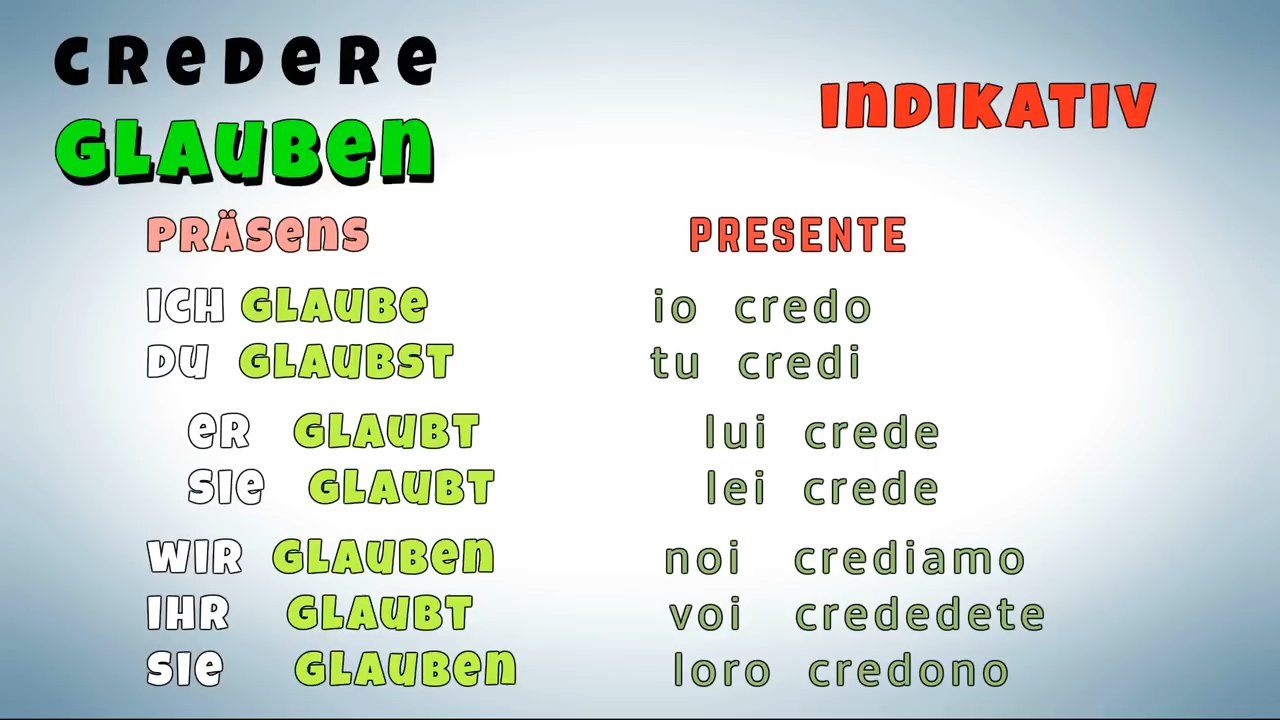 CREDERE
GLAUBEN
INDIKATIV
PRÄSENS PRESENTE
ICH GLAUBE io credo
DU GLAUBST tu credi
ER GLAUBT lui crede
SIE GLAUBT lei crede
WIR GLAUBEN noi crediamo
IHR GLAUBT voi crededete
SIE GLAUBEN loro credono